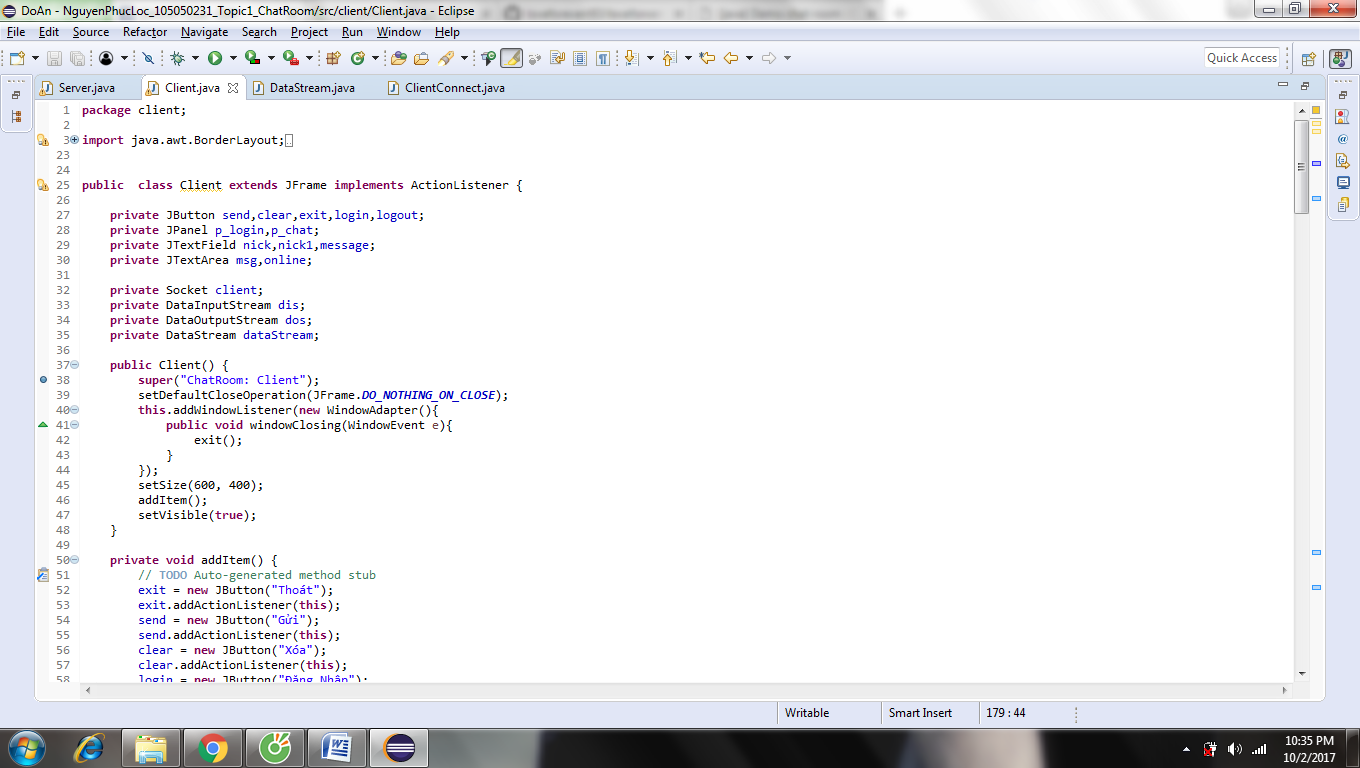 DoAn - NguyenPhucLoc_105050231_Topic1_ChatRoom/src/client/Client.java - Eclipse
File Edit Source Refactor Navigate Search Project Run Window Help
Quick Access
Server.java Client.java DataStream.java ClientConnect.java
1 package client;
2
3 import java.awt.BorderLayout;
23
24
25 public  class Client extends JFrame implements ActionListener {
26
27 private JButton send,clear,exit,login,logout;
28 private JPanel p_login,p_chat;
29 private JTextField nick,nick1,message;
30 private JTextArea msg,online;
31
32 private Socket client;
33 private DataInputStream dis;
34 private DataOutputStream dos;
35 private DataStream dataStream;
36
37 public Client() {
38 super("ChatRoom: Client");
39 setDefaultCloseOperation(JFrame.DO_NOTHING_ON_CLOSE);
40 this.addWindowListener(new WindowAdapter(){
41 public void windowClosing(WindowEvent e){
42 exit();
43 }
44 });
45 setSize(600, 400);
46 addItem();
47 setVisible(true);
48 }
49
50 private void addItem() {
51 // TODO Auto-generated method stub
52 exit = new JButton("Thoát");
53 exit.addActionListener(this);
54 send = new JButton("Gửi");
55 send.addActionListener(this);
56 clear = new JButton("Xóa");
57 clear.addActionListener(this);
58 login = new JButton("Đăng Nhập");
Writable Smart Insert 179 : 44
10:35 PM
10/2/2017